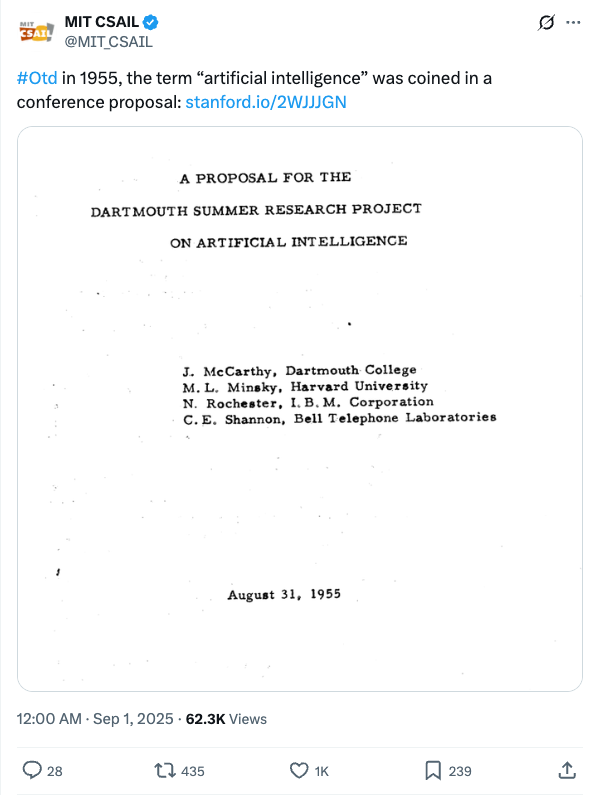 MIT CSAIL
@MIT_CSAIL
#Otd in 1955, the term “artificial intelligence” was coined in a
conference proposal: stanford.io/2WJJJGN
A PROPOSAL FOR THE
DARTMOUTH SUMMER RESEARCH PROJECT
ON ARTIFICIAL INTELLIGENCE
J. McCarthy, Dartmouth College
M. L. Minsky, Harvard University
N. Rochester, I. B. M. Corporation
C. E. Shannon, Bell Telephone Laboratories
August 31, 1955
12:00 AM · Sep 1, 2025 · 62.3K Views
28 435 1K 239